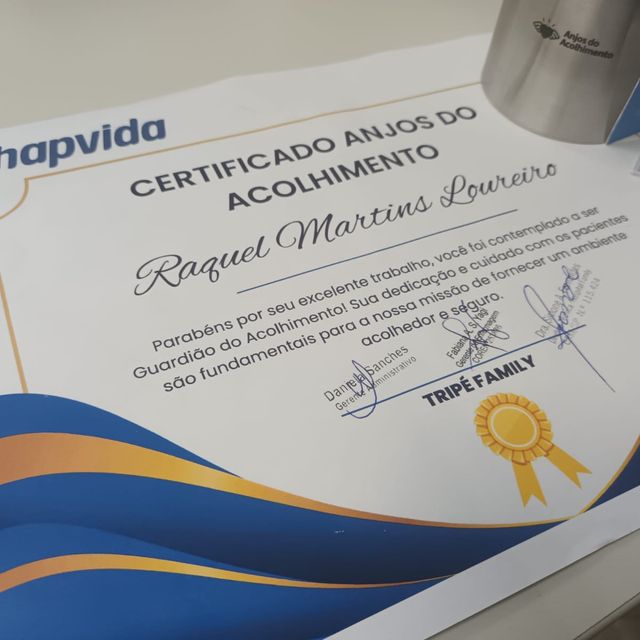 hapvida
Anjos do
Acolhimento
CERTIFICADO ANJOS DO
ACOLHIMENTO
Raquel Martins Loureiro
Parabéns por seu excelente trabalho, você foi contemplado a ser
Guardião do Acolhimento! Sua dedicação e cuidado com os pacientes
são fundamentais para a nossa missão de fornecer um ambiente
acolhedor e seguro.
Sanches
Gerente Administrativo
TRIPÉ FAMILY